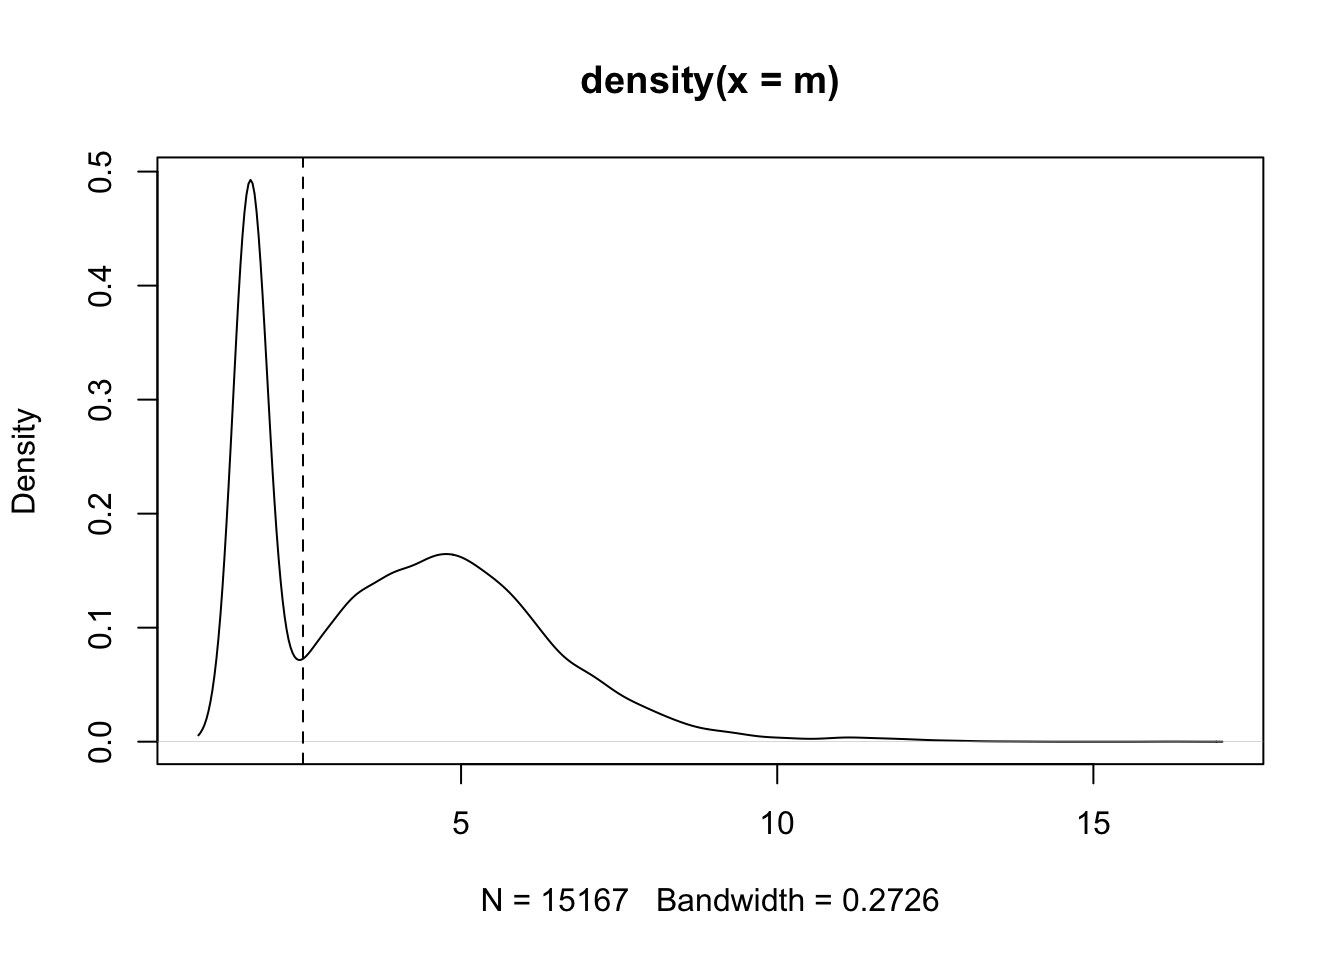 density(x = m)
Density
0.5
0.4
0.3
0.2
0.1
0.0
5 10 15
N = 15167 Bandwidth = 0.2726